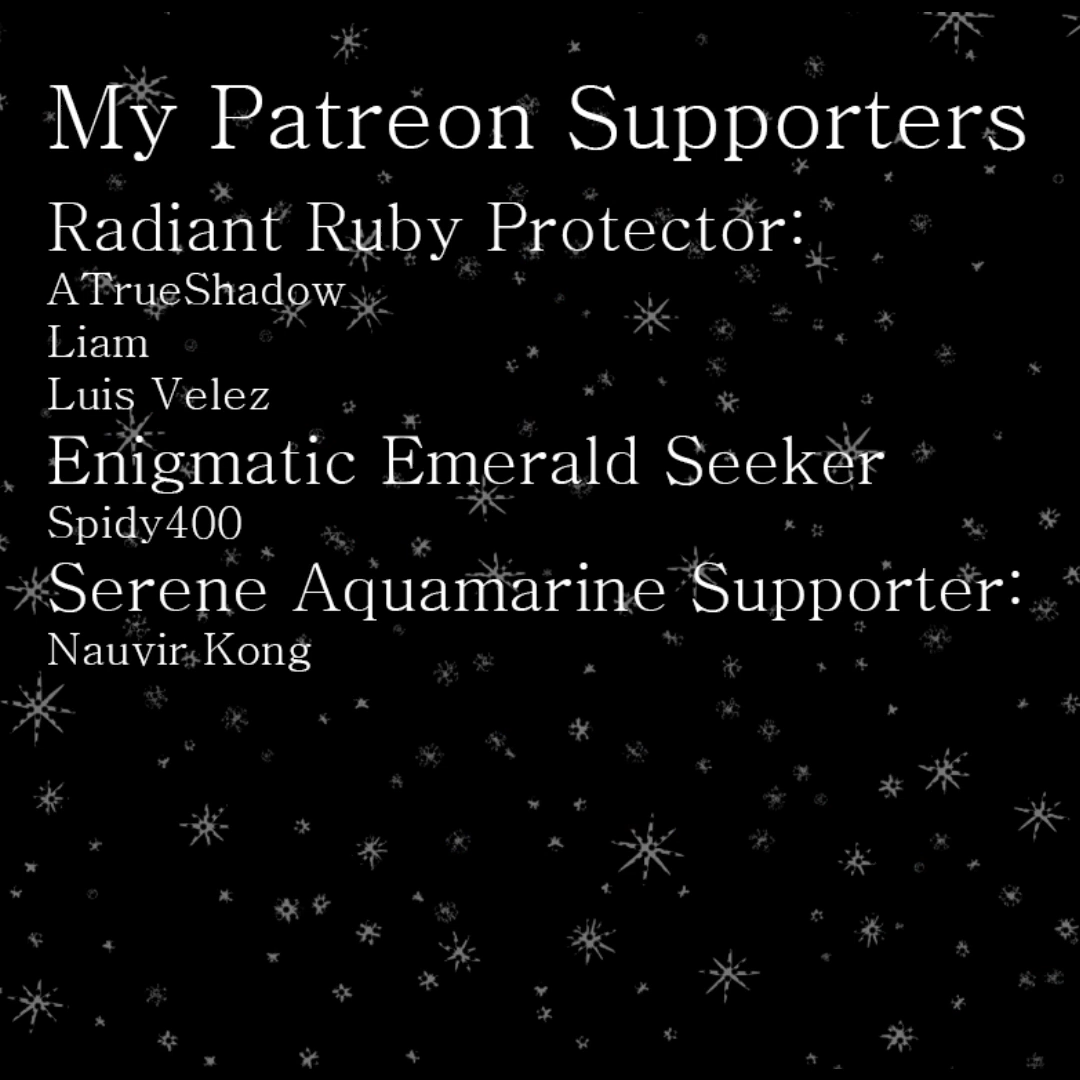 My Patreon Supporters
Radiant Ruby Protector:
ATrueShadow
Liam
Luis Velez
Enigmatic Emerald Seeker
Spidy400
Serene Aquamarine Supporter:
Nauvir Kong